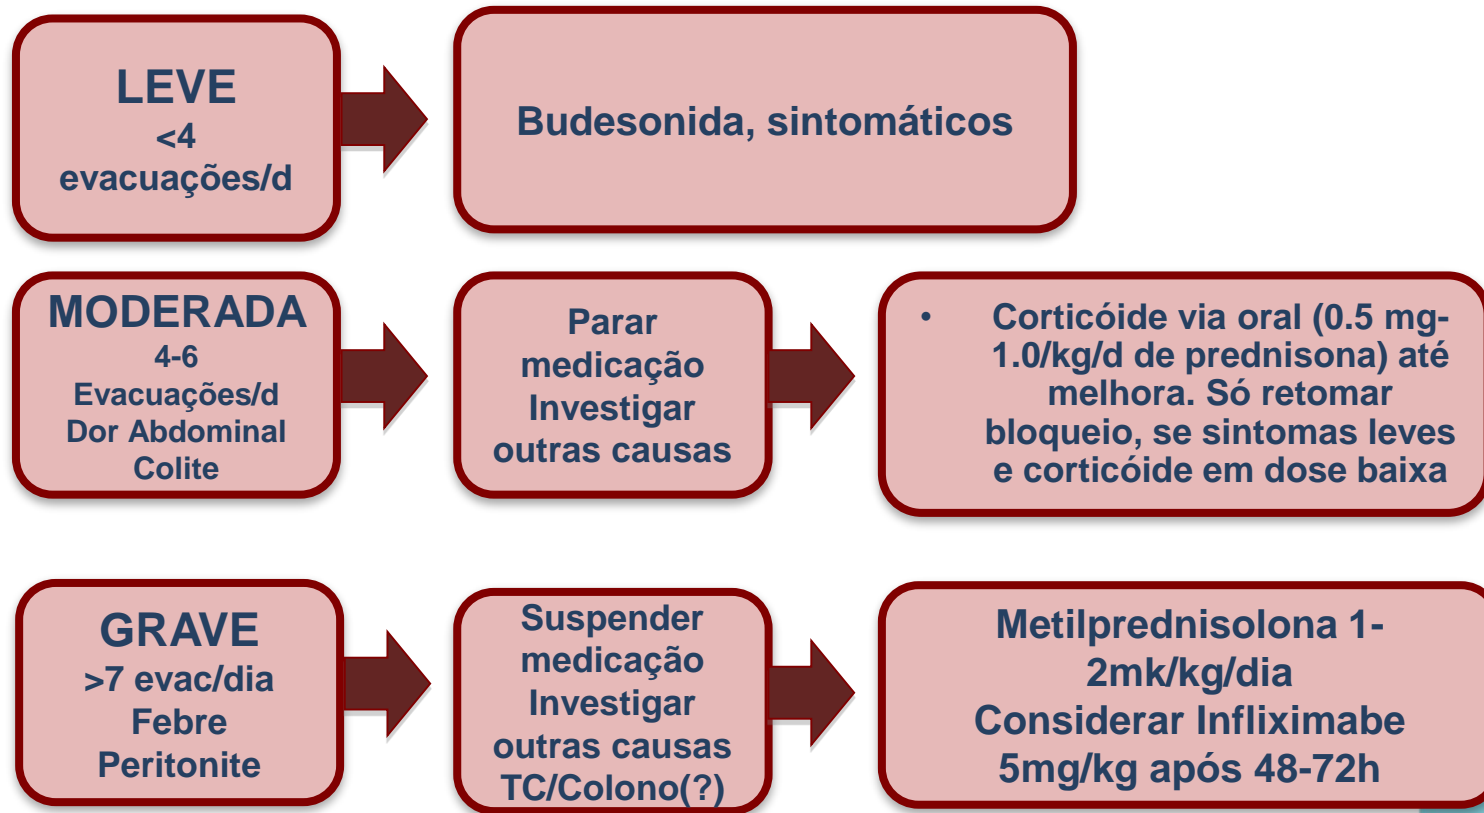 LEVE
<4
evacuações/d
Budesonida, sintomáticos
MODERADA
4-6
Evacuações/d
Dor Abdominal
Colite
Parar
medicação
Investigar
outras causas
• Corticóide via oral (0.5 mg-
1.0/kg/d de prednisona) até
melhora. Só retomar
bloqueio, se sintomas leves
e corticóide em dose baixa
GRAVE
>7 evac/dia
Febre
Peritonite
Suspender
medicação
Investigar
outras causas
TC/Colono(?)
Metilprednisolona 1-
2mk/kg/dia
Considerar Infliximabe
5mg/kg após 48-72h